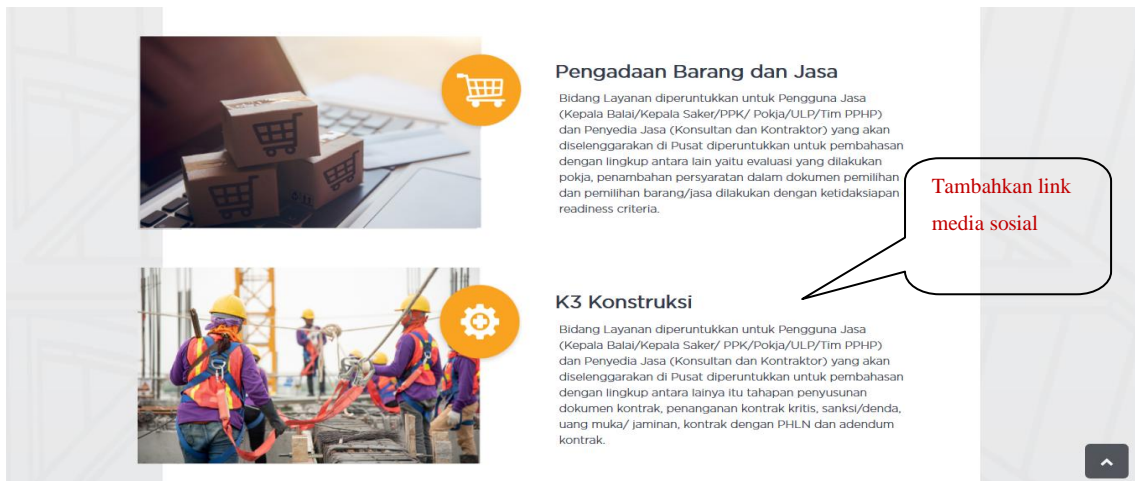 Pengadaan Barang dan Jasa
Bidang Layanan diperuntukkan untuk Pengguna Jasa
(Kepala Balai/Kepala Saker/PPK/ Pokja/ULP/Tim PPHP)
dan Penyedia Jasa (Konsultan dan Kontraktor) yang akan
diselenggarakan di Pusat diperuntukkan untuk pembahasan
dengan lingkup antara lain yaitu evaluasi yang dilakukan
pokja, penambahan persyaratan dalam dokumen pemilihan
dan pemilihan barang/jasa dilakukan dengan ketidaksiapan
readiness criteria.
Tambahkan link
media sosial
K3 Konstruksi
Bidang Layanan diperuntukkan untuk Pengguna Jasa
(Kepala Balai/Kepala Saker/ PPK/Pokja/ULP/Tim PPHP)
dan Penyedia Jasa (Konsultan dan Kontraktor) yang akan
diselenggarakan di Pusat diperuntukkan untuk pembahasan
dengan lingkup antara lainya itu tahapan penyusunan
dokumen kontrak, penanganan kontrak kritis, sanksi/denda,
uang muka/ jaminan, kontrak dengan PHLN dan adendum
kontrak.